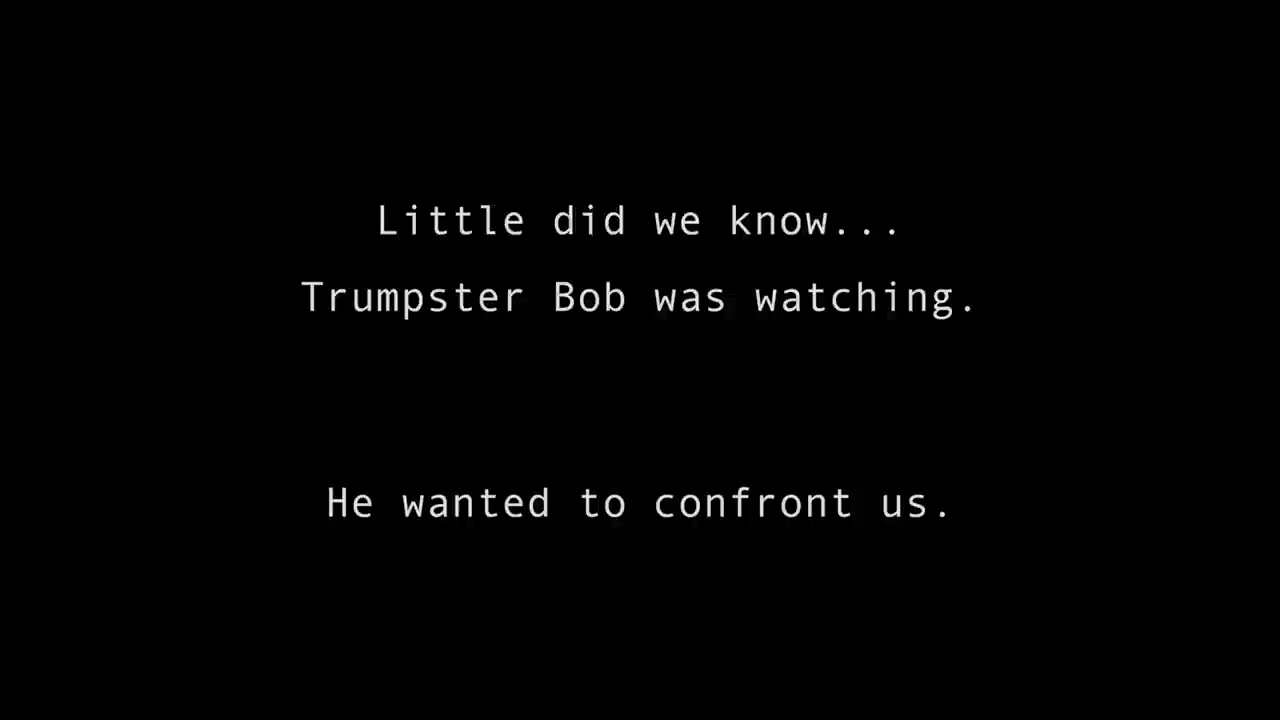 Little did we know...
Trumpster Bob was watching.
He wanted to confront us.